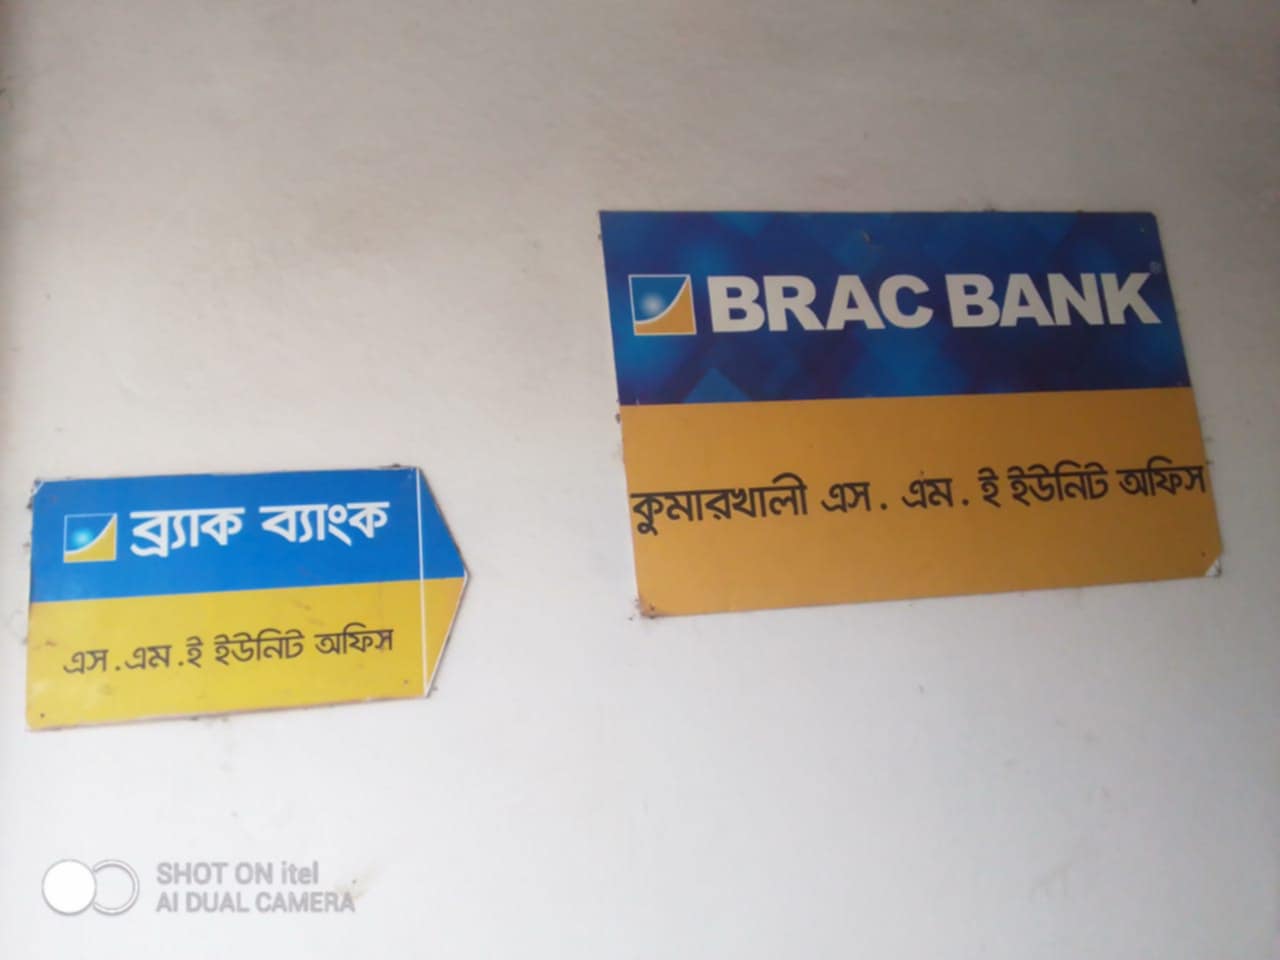 BRAC BANK®
কুমারখালী এস. এম. ই ইউনিট অফিস
ব্র্যাক ব্যাংক
এস.এম.ই ইউনিট অফিস
SHOT ON itel
AI DUAL CAMERA